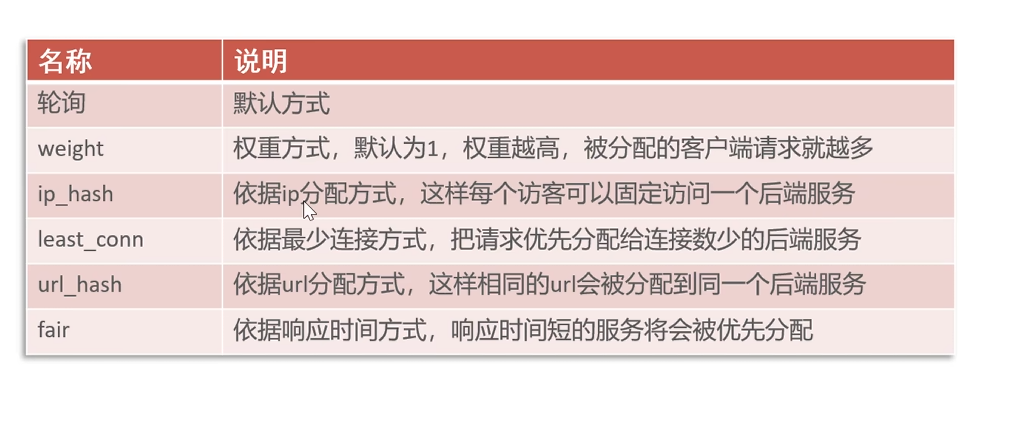 名称 说明
轮询 默认方式
weight 权重方式，默认为1，权重越高，被分配的客户端请求就越多
ip_hash 依据ip分配方式，这样每个访客可以固定访问一个后端服务
least_conn 依据最少连接方式，把请求优先分配给连接数少的后端服务
url_hash 依据url分配方式，这样相同的url会被分配到同一个后端服务
fair 依据响应时间方式，响应时间短的服务将会被优先分配